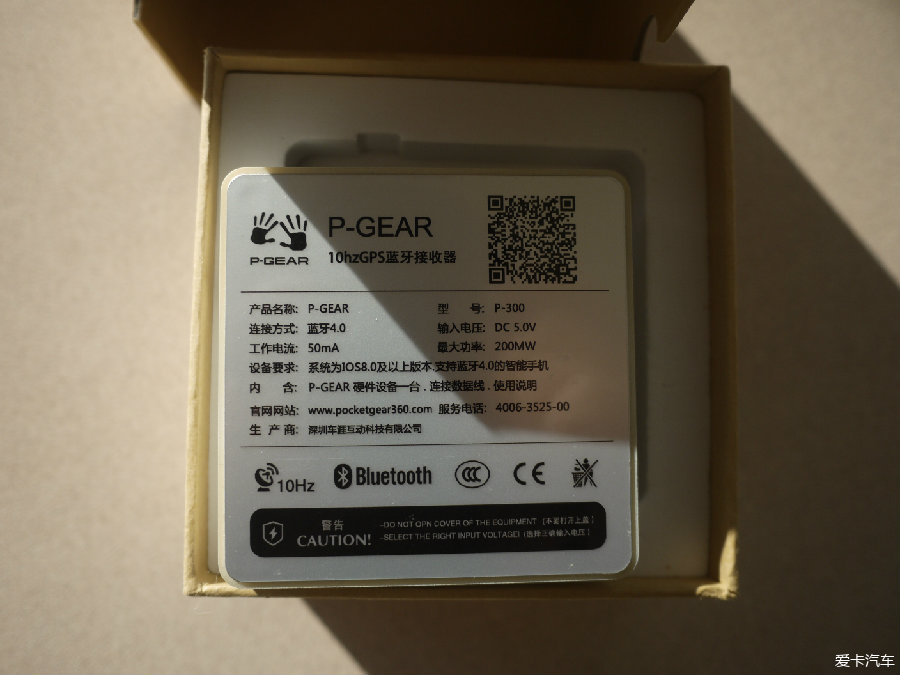 P-GEAR
P-GEAR
10hzGPS蓝牙接收器
产品名称: P-GEAR 型 号: P-300
连接方式: 蓝牙4.0 输入电压: DC 5.0V
工作电流: 50mA 最大功率: 200MW
设备要求: 系统为IOS8.0及以上版本,支持蓝牙4.0的智能手机
内 含: P-GEAR 硬件设备一台 , 连接数据线 , 使用说明
官网网站: www.pocketgear360.com 服务电话: 4006-3525-00
生 产 商: 深圳车涯互动科技有限公司
10Hz Bluetooth CCC CE
警告
CAUTION!
-DO NOT OPN COVER OF THE EQUIPMENT (不要打开上盖)
-SELECT THE RIGHT INPUT VOLTAGE! (选择正确输入电压)
爱卡汽车